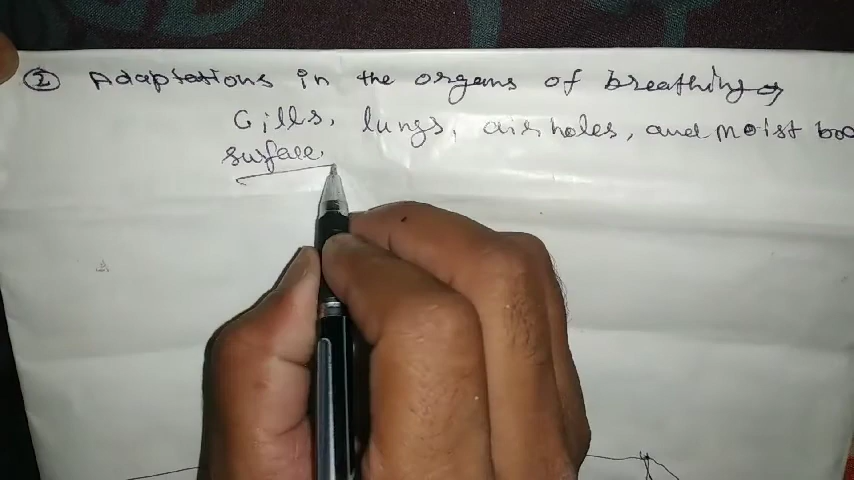 ② Adaptations in the organs of breathing →
Gills, lungs, air holes, and Moist
surface.